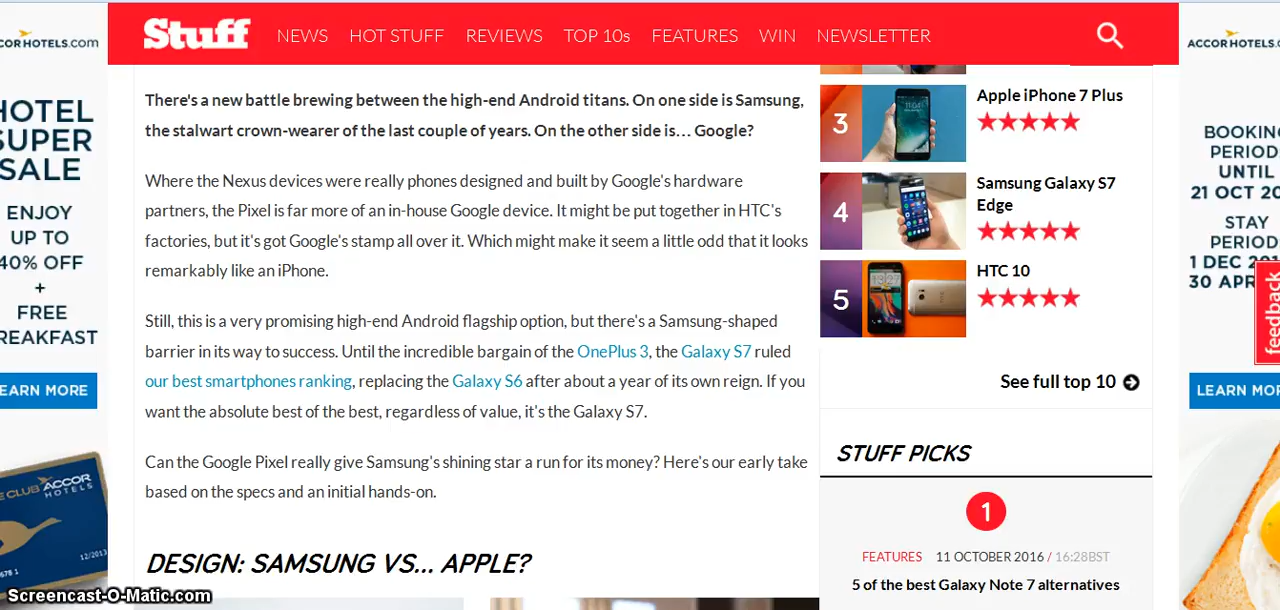 Stuff
NEWS HOT STUFF REVIEWS TOP 10s FEATURES WIN NEWSLETTER
There's a new battle brewing between the high-end Android titans. On one side is Samsung,
the stalwart crown-wearer of the last couple of years. On the other side is… Google?
Where the Nexus devices were really phones designed and built by Google's hardware
partners, the Pixel is far more of an in-house Google device. It might be put together in HTC's
factories, but it's got Google's stamp all over it. Which might make it seem a little odd that it looks
remarkably like an iPhone.
Still, this is a very promising high-end Android flagship option, but there's a Samsung-shaped
barrier in its way to success. Until the incredible bargain of the OnePlus 3, the Galaxy S7 ruled
our best smartphones ranking, replacing the Galaxy S6 after about a year of its own reign. If you
want the absolute best of the best, regardless of value, it's the Galaxy S7.
Can the Google Pixel really give Samsung's shining star a run for its money? Here's our early take
based on the specs and an initial hands-on.
DESIGN: SAMSUNG VS... APPLE?
3
Apple iPhone 7 Plus
4
Samsung Galaxy S7
Edge
5
HTC 10
See full top 10
STUFF PICKS
1
FEATURES 11 OCTOBER 2016 / 16:28BST
5 of the best Galaxy Note 7 alternatives
CORHOTELS.COM
HOTEL
SUPER
SALE
ENJOY
UP TO
40% OFF
+
FREE
REAKFAST
EARN MORE
CLUB ACCOR
HOTELS
12/2013
678 1
ACCORHOTELS.C
BOOKIN
PERIOD
UNTIL
21 OCT 20
STAY
PERIOD
1 DEC 201
30 APR
LEARN MOR
feedback
Screencast-O-Matic.com